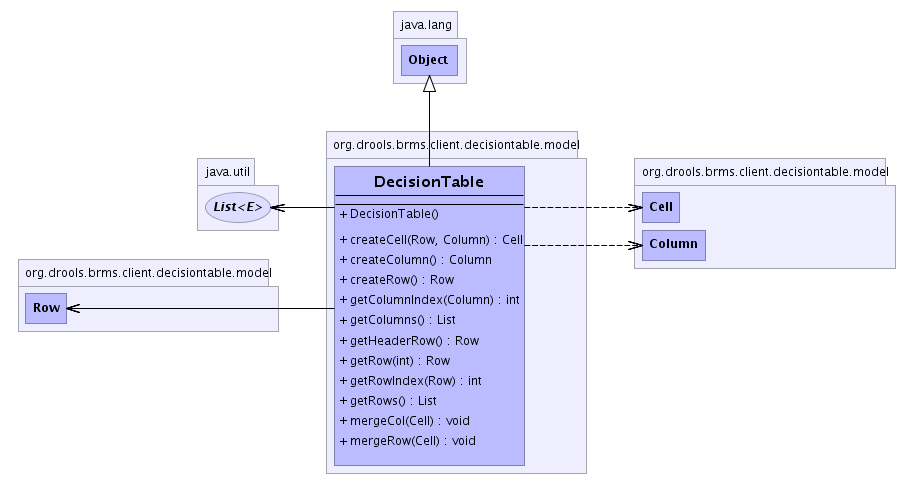 java.lang
Object
org.drools.brms.client.decisiontable.model
DecisionTable
+ DecisionTable()
+ createCell(Row, Column) : Cell
+ createColumn() : Column
+ createRow() : Row
+ getColumnIndex(Column) : int
+ getColumns() : List
+ getHeaderRow() : Row
+ getRow(int) : Row
+ getRowIndex(Row) : int
+ getRows() : List
+ mergeCol(Cell) : void
+ mergeRow(Cell) : void
java.util
List<E>
org.drools.brms.client.decisiontable.model
Cell
Column
org.drools.brms.client.decisiontable.model
Row